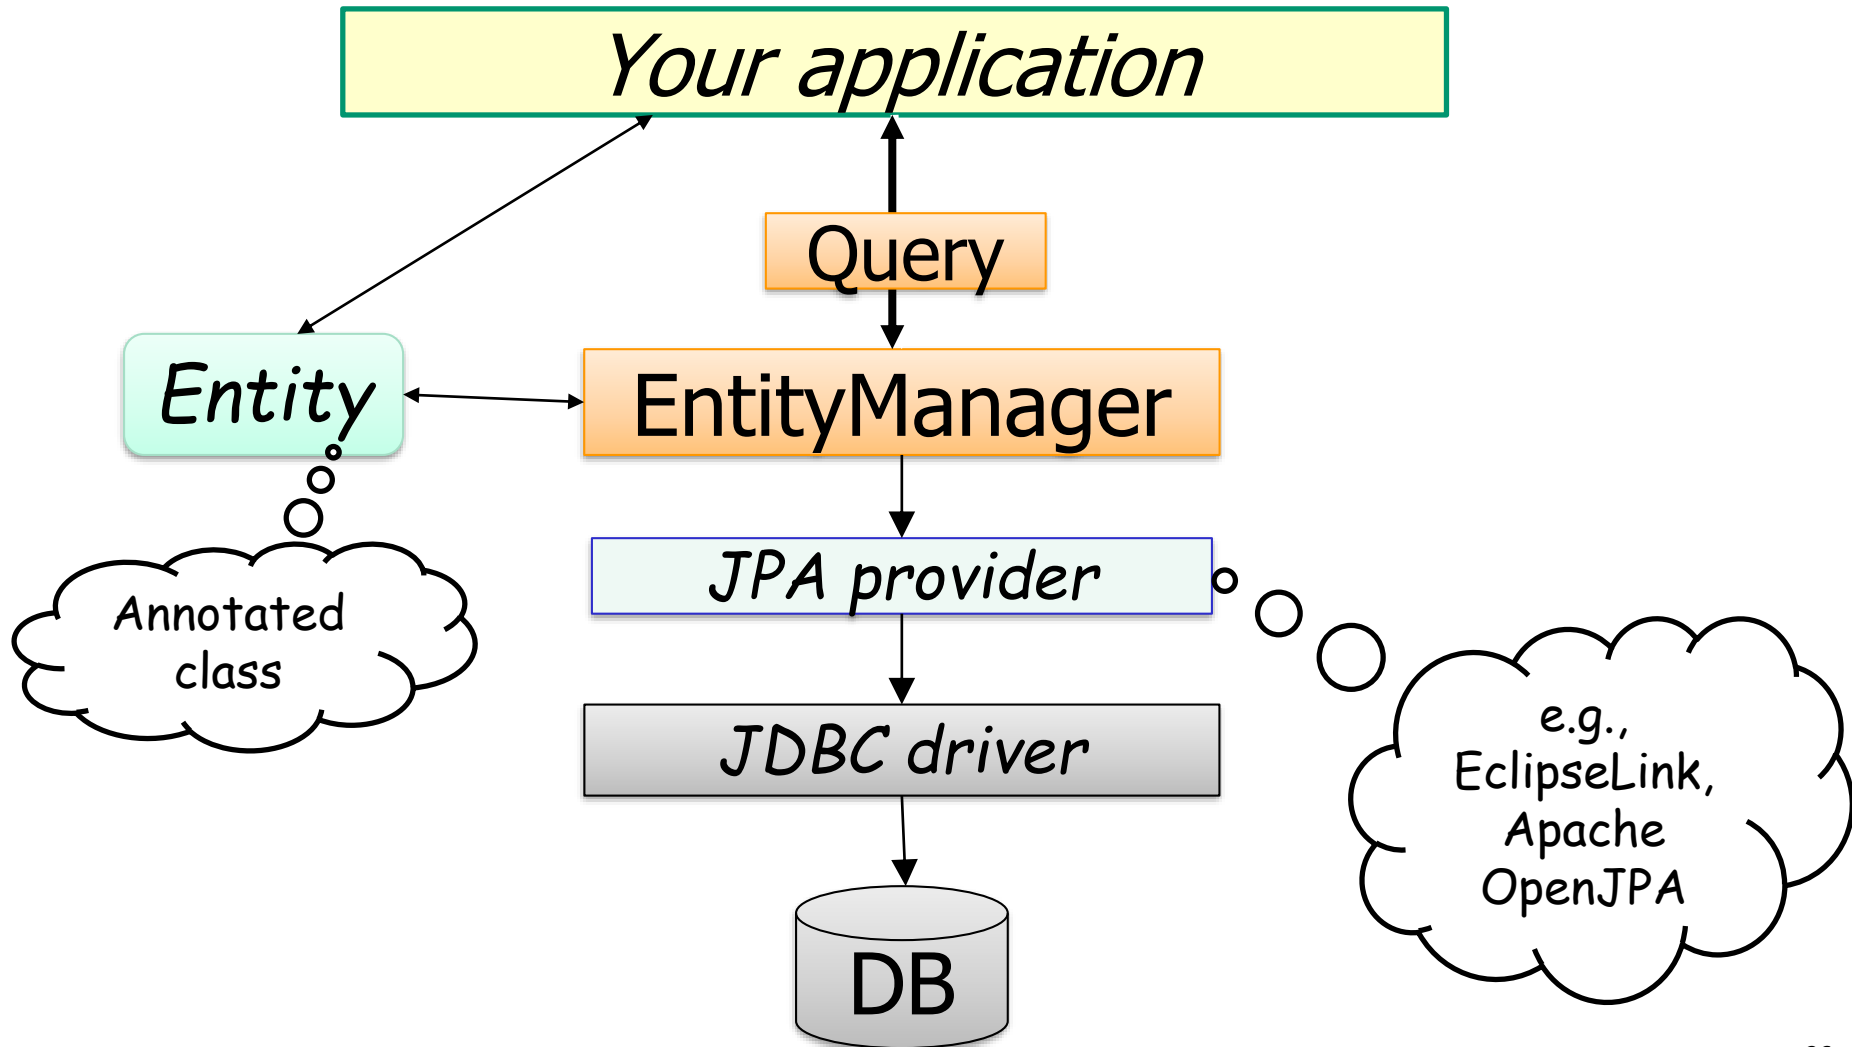 Your application
Query
Entity
EntityManager
JPA provider
Annotated
class
e.g.,
EclipseLink,
Apache
OpenJPA
JDBC driver
DB